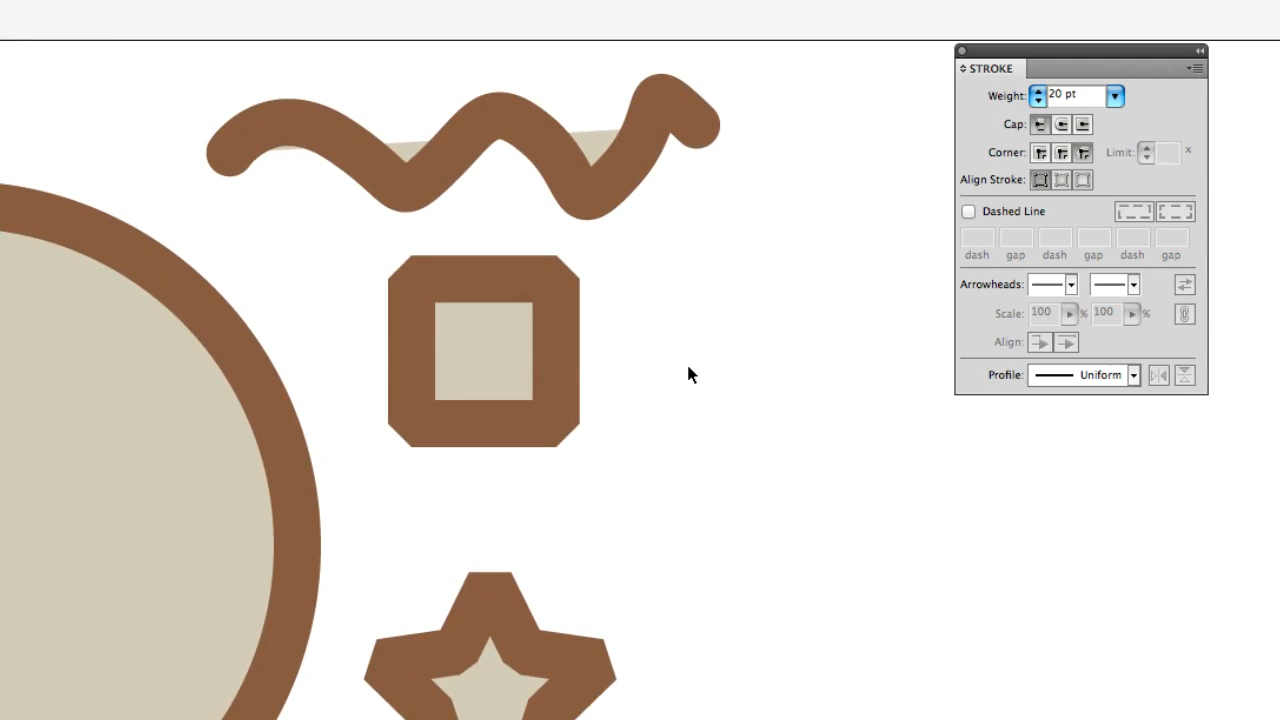 STROKE
Weight: 20 pt
Cap:
Corner: Limit: x
Align Stroke:
Dashed Line
dash gap dash gap dash gap
Arrowheads:
Scale: 100 % 100 %
Align:
Profile: Uniform